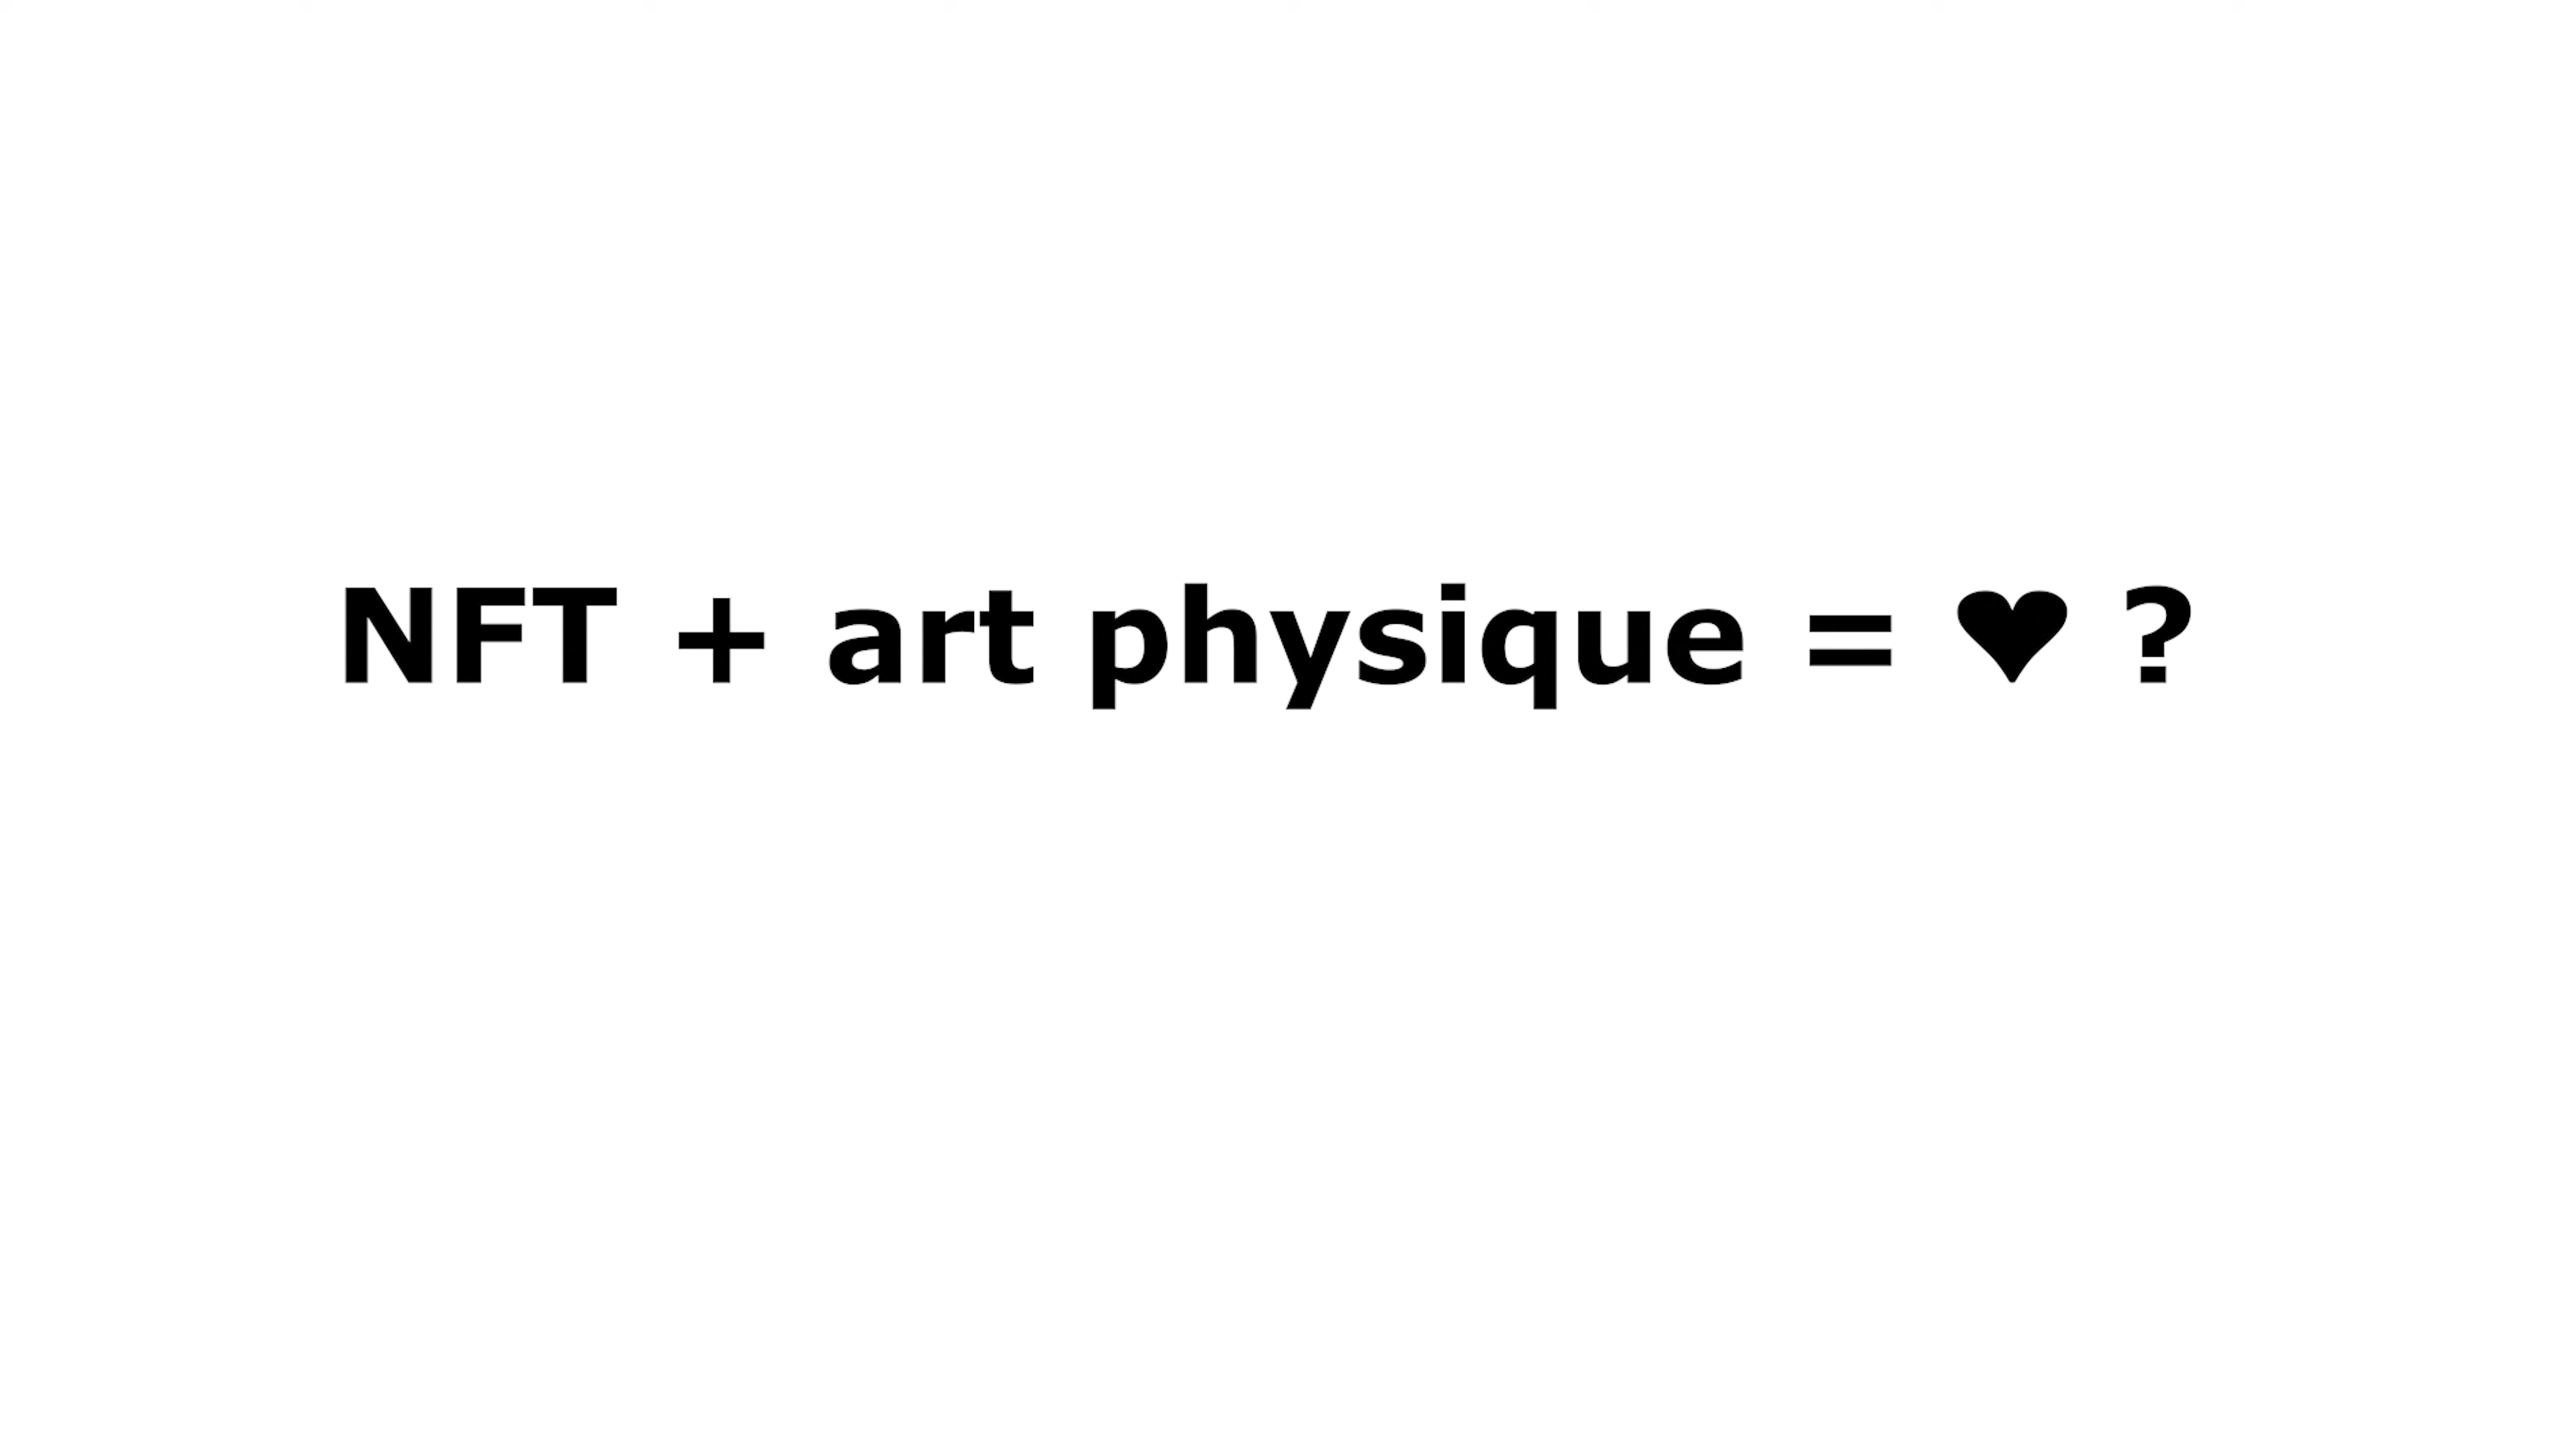 NFT + art physique = ♥ ?